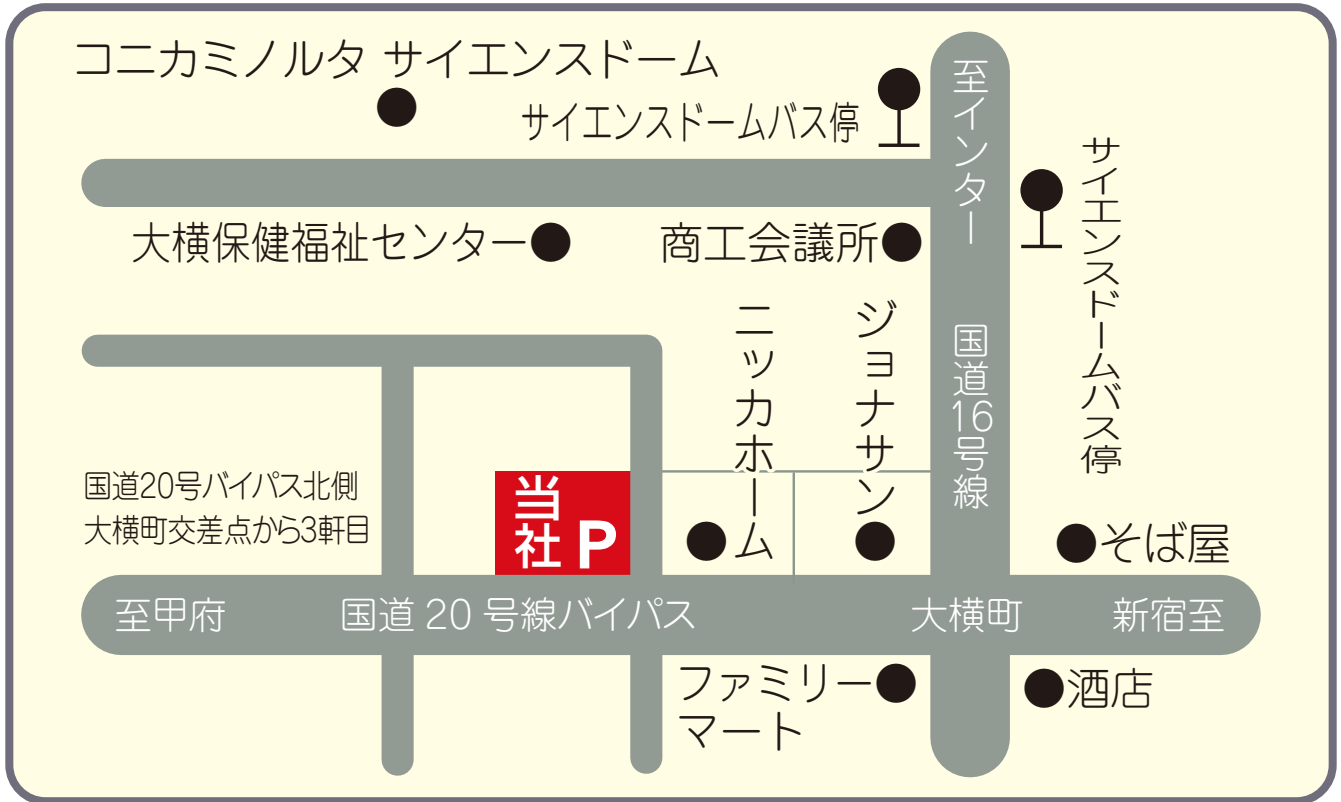 コニカミノルタ サイエンスドーム
サイエンスドームバス停
至インター
サイエンスドームバス停
大横保健福祉センター
商工会議所
ニッカホーム
ジョナサン
国道16号線
国道20号バイパス北側
大横町交差点から3軒目
当社
P
そば屋
至甲府
国道 20 号線バイパス
大横町
新宿至
ファミリー
マート
酒店